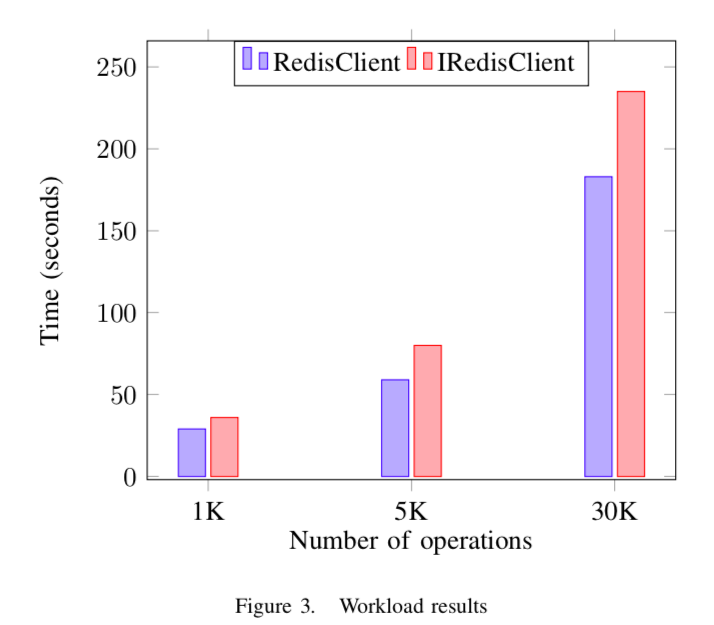 RedisClient IRedisClient
250
200
150
100
50
0
Time (seconds)
1K 5K 30K
Number of operations
Figure 3. Workload results